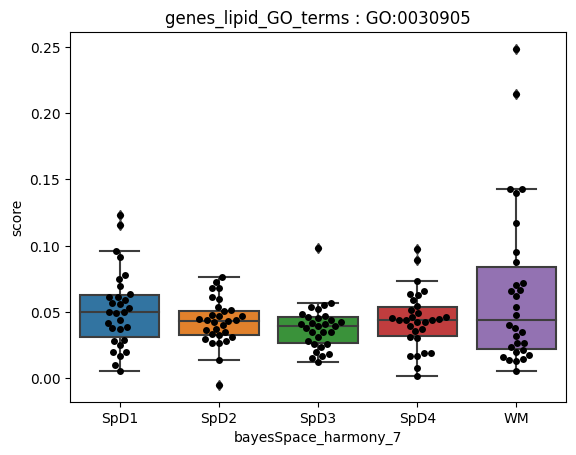 genes_lipid_GO_terms : GO:0030905
0.25
0.20
0.15
0.10
0.05
0.00
score
SpD1 SpD2 SpD3 SpD4 WM
bayesSpace_harmony_7